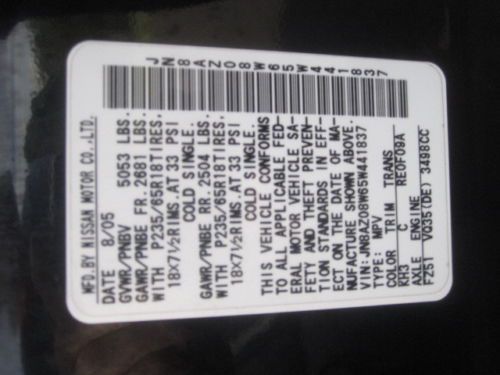 JN8AZ08W65W441837
MFD.BY NISSAN MOTOR CO.,LTD.
DATE 8/05
GVWR/PNBV 5053 LBS.
GAWR/PNBE FR.2681 LBS.
WITH P235/65R18TIRES.
18X7½RIMS.AT 33 PSI
COLD SINGLE.
GAWR/PNBE RR.2504 LBS.
WITH P235/65R18TIRES.
18X7½RIMS.AT 33 PSI
COLD SINGLE.
THIS VEHICLE CONFORMS
TO ALL APPLICABLE FED-
ERAL MOTOR VEHICLE SA-
FETY AND THEFT PREVEN-
TION STANDARDS IN EFF-
ECT ON THE DATE OF MA-
NUFACTURE SHOWN ABOVE.
VIN:JN8AZ08W65W441837
TYPE: MPV
COLOR TRIM TRANS
KH3 C RE0F09A
AXLE ENGINE
FZ51 VQ35(DE) 3498CC